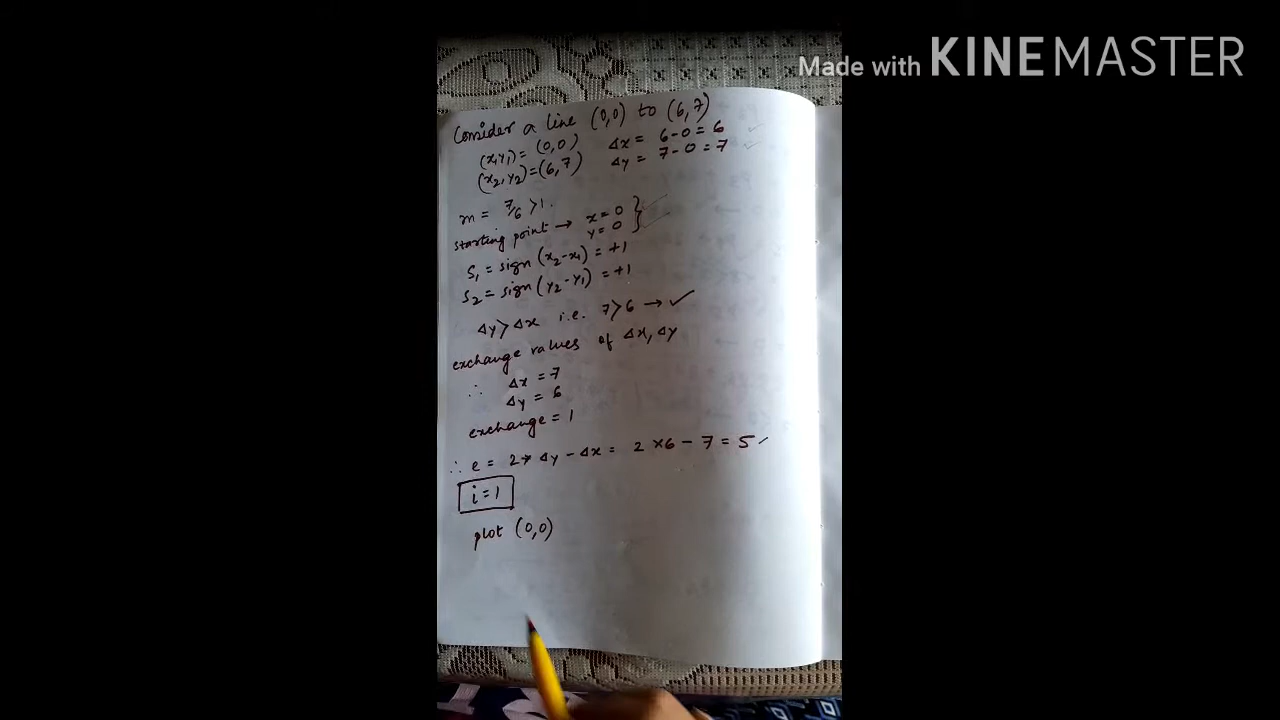 Made with KINEMASTER
Consider a line (0,0) to (6,7)
(x1,y1) = (0,0) Δx = 6-0 = 6 ✓
(x2,y2) = (6,7) Δy = 7-0 = 7 ✓
m = 7/6 >1.
starting point → x=0 } ✓
y=0 ✓
S1 = sign (x2-x1) = +1
S2 = sign (y2-y1) = +1
Δy > Δx i.e. 7>6 → ✓
exchange values of Δx, Δy
∴ Δx = 7
Δy = 6
exchange = 1
∴ e = 2* Δy - Δx = 2×6 - 7 = 5 ✓
i=1
plot (0,0)